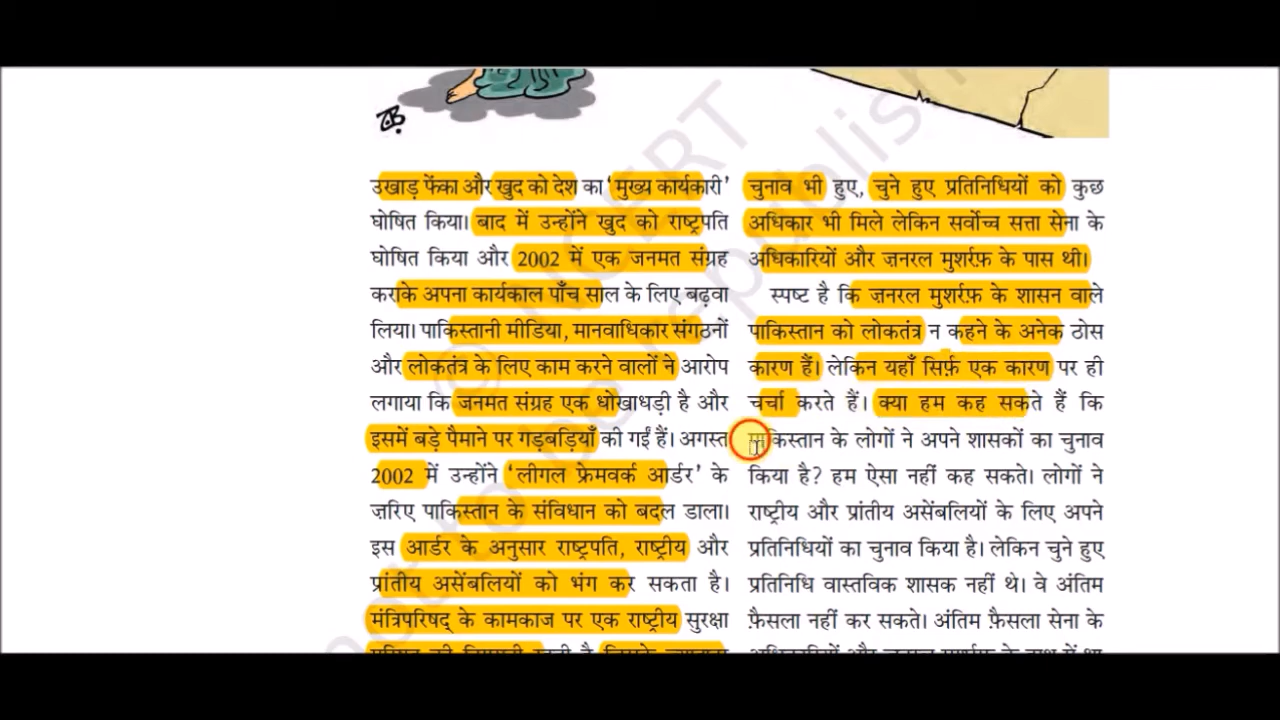 उखाड़ फेंका और खुद को देश का 'मुख्य कार्यकारी'
घोषित किया। बाद में उन्होंने खुद को राष्ट्रपति
घोषित किया और 2002 में एक जनमत संग्रह
कराके अपना कार्यकाल पाँच साल के लिए बढ़वा
लिया। पाकिस्तानी मीडिया, मानवाधिकार संगठनों
और लोकतंत्र के लिए काम करने वालों ने आरोप
लगाया कि जनमत संग्रह एक धोखाधड़ी है और
इसमें बड़े पैमाने पर गड़बड़ियाँ की गईं हैं। अगस्त
2002 में उन्होंने 'लीगल फ्रेमवर्क आर्डर' के
ज़रिए पाकिस्तान के संविधान को बदल डाला।
इस आर्डर के अनुसार राष्ट्रपति, राष्ट्रीय और
प्रांतीय असेंबलियों को भंग कर सकता है।
मंत्रिपरिषद् के कामकाज पर एक राष्ट्रीय सुरक्षा
चुनाव भी हुए, चुने हुए प्रतिनिधियों को कुछ
अधिकार भी मिले लेकिन सर्वोच्च सत्ता सेना के
अधिकारियों और जनरल मुशर्रफ़ के पास थी।
स्पष्ट है कि जनरल मुशर्रफ़ के शासन वाले
पाकिस्तान को लोकतंत्र न कहने के अनेक ठोस
कारण हैं। लेकिन यहाँ सिर्फ़ एक कारण पर ही
चर्चा करते हैं। क्या हम कह सकते हैं कि
पाकिस्तान के लोगों ने अपने शासकों का चुनाव
किया है? हम ऐसा नहीं कह सकते। लोगों ने
राष्ट्रीय और प्रांतीय असेंबलियों के लिए अपने
प्रतिनिधियों का चुनाव किया है। लेकिन चुने हुए
प्रतिनिधि वास्तविक शासक नहीं थे। वे अंतिम
फ़ैसला नहीं कर सकते। अंतिम फ़ैसला सेना के
© NCERT